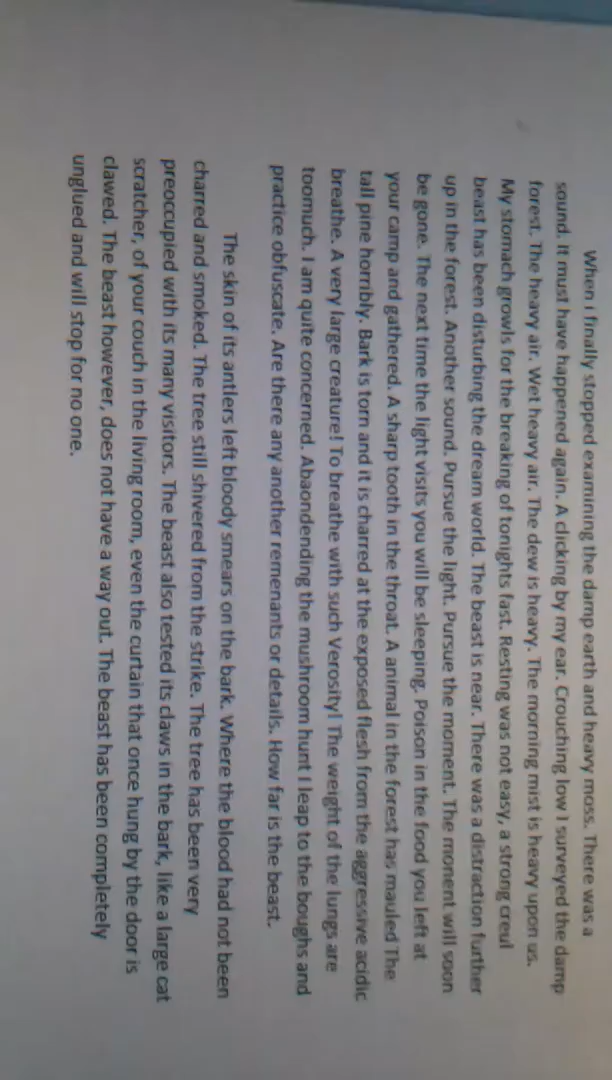 When i finally stopped examining the damp earth and heavy moss. There was a
sound. It must have happened again. A clicking by my ear. Crouching low I surveyed the damp
forest. The heavy air. Wet heavy air. The dew is heavy. The morning mist is heavy upon us.
My stomach growls for the breaking of tonights fast. Resting was not easy, a strong creul
beast has been disturbing the dream world. The beast is near. There was a distraction further
up in the forest. Another sound. Pursue the light. Pursue the moment. The monent will soon
be gone. The next time the light visits you will be sleeping. Poison in the food you left at
your camp and gathered. A sharp tooth in the throat. A animal in the forest has mauled The
tall pine horribly. Bark is torn and it is charred at the exposed flesh from the aggressive acidic
breathe. A very large creature! To breathe with such Verosity! The weight of the lungs are
toomuch. I am quite concerned. Abaondending the mushroom hunt I leap to the boughs and
practice obfuscate. Are there any another remenants or details. How far is the beast.
The skin of its antlers left bloody smears on the bark. Where the blood had not been
charred and smoked. The tree still shivered from the strike. The tree has been very
preoccupied with its many visitors. The beast also tested its claws in the bark, like a large cat
scratcher, of your couch in the living room, even the curtain that once hung by the door is
clawed. The beast however, does not have a way out. The beast has been completely
unglued and will stop for no one.